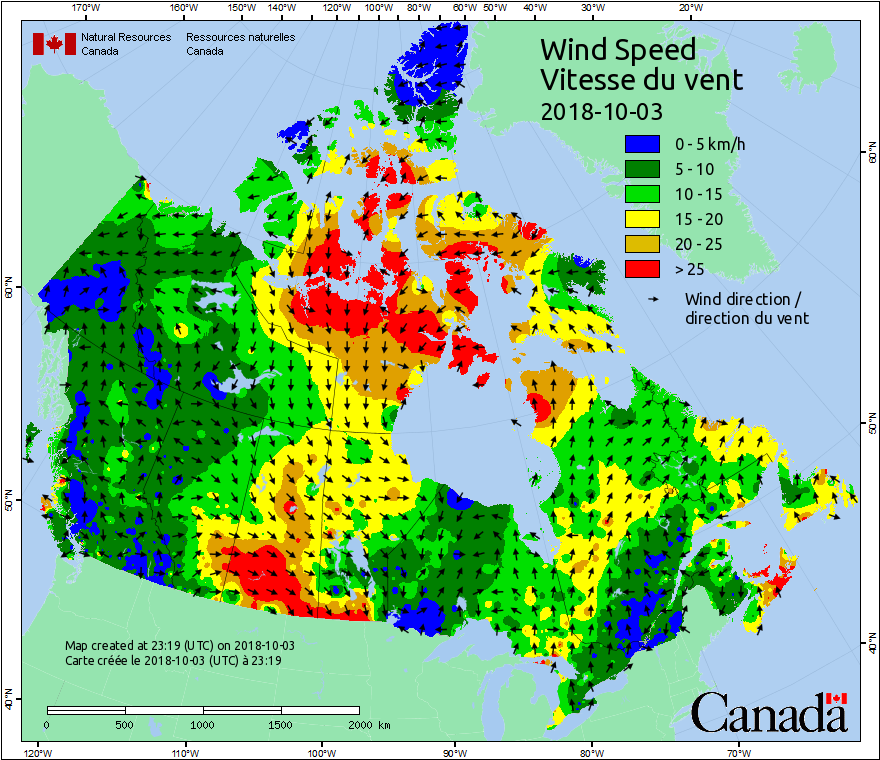 170°W 160°W 150°W 140°W 120°W 100°W 80°W 60°W 50°W 40°W 30°W 20°W
Natural Resources Canada
Ressources naturelles Canada
Wind Speed
Vitesse du vent
2018-10-03
0 - 5 km/h
5 - 10
10 - 15
15 - 20
20 - 25
> 25
Wind direction /
direction du vent
60°N
60°N
50°N
50°N
40°N
40°N
Map created at 23:19 (UTC) on 2018-10-03
Carte créée le 2018-10-03 (UTC) à 23:19
0 500 1000 1500 2000 km
Canada
120°W 110°W 100°W 90°W 80°W 70°W